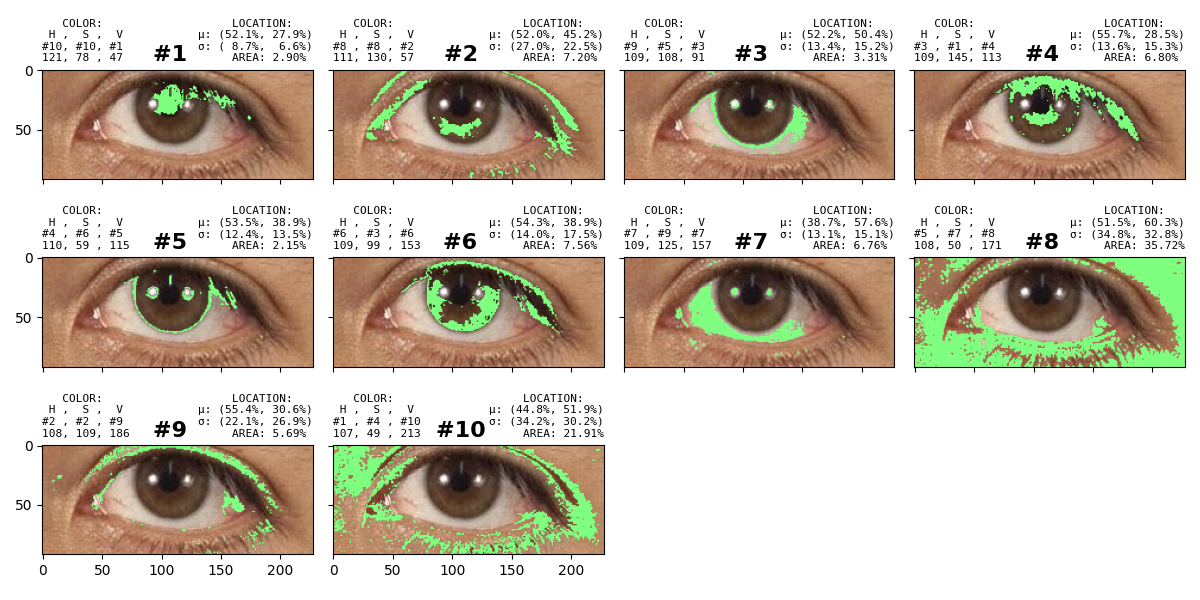 COLOR: LOCATION:
H , S , V μ: (52.1%, 27.9%)
#10, #10, #1 σ: ( 8.7%, 6.6%)
121, 78 , 47 #1 AREA: 2.90%
COLOR: LOCATION:
H , S , V μ: (52.0%, 45.2%)
#8 , #8 , #2 σ: (27.0%, 22.5%)
111, 130, 57 #2 AREA: 7.20%
COLOR: LOCATION:
H , S , V μ: (52.2%, 50.4%)
#9 , #5 , #3 σ: (13.4%, 15.2%)
109, 108, 91 #3 AREA: 3.31%
COLOR: LOCATION:
H , S , V μ: (55.7%, 28.5%)
#3 , #1 , #4 σ: (13.6%, 15.3%)
109, 145, 113 #4 AREA: 6.80%
0
50
COLOR: LOCATION:
H , S , V μ: (53.5%, 38.9%)
#4 , #6 , #5 σ: (12.4%, 13.5%)
110, 59 , 115 #5 AREA: 2.15%
COLOR: LOCATION:
H , S , V μ: (54.3%, 38.9%)
#6 , #3 , #6 σ: (14.0%, 17.5%)
109, 99 , 153 #6 AREA: 7.56%
COLOR: LOCATION:
H , S , V μ: (38.7%, 57.6%)
#7 , #9 , #7 σ: (13.1%, 15.1%)
109, 125, 157 #7 AREA: 6.76%
COLOR: LOCATION:
H , S , V μ: (51.5%, 60.3%)
#5 , #7 , #8 σ: (34.8%, 32.8%)
108, 50 , 171 #8 AREA: 35.72%
0
50
COLOR: LOCATION:
H , S , V μ: (55.4%, 30.6%)
#2 , #2 , #9 σ: (22.1%, 26.9%)
108, 109, 186 #9 AREA: 5.69%
COLOR: LOCATION:
H , S , V μ: (44.8%, 51.9%)
#1 , #4 , #10 σ: (34.2%, 30.2%)
107, 49 , 213 #10 AREA: 21.91%
0
50
0 50 100 150 200
0 50 100 150 200